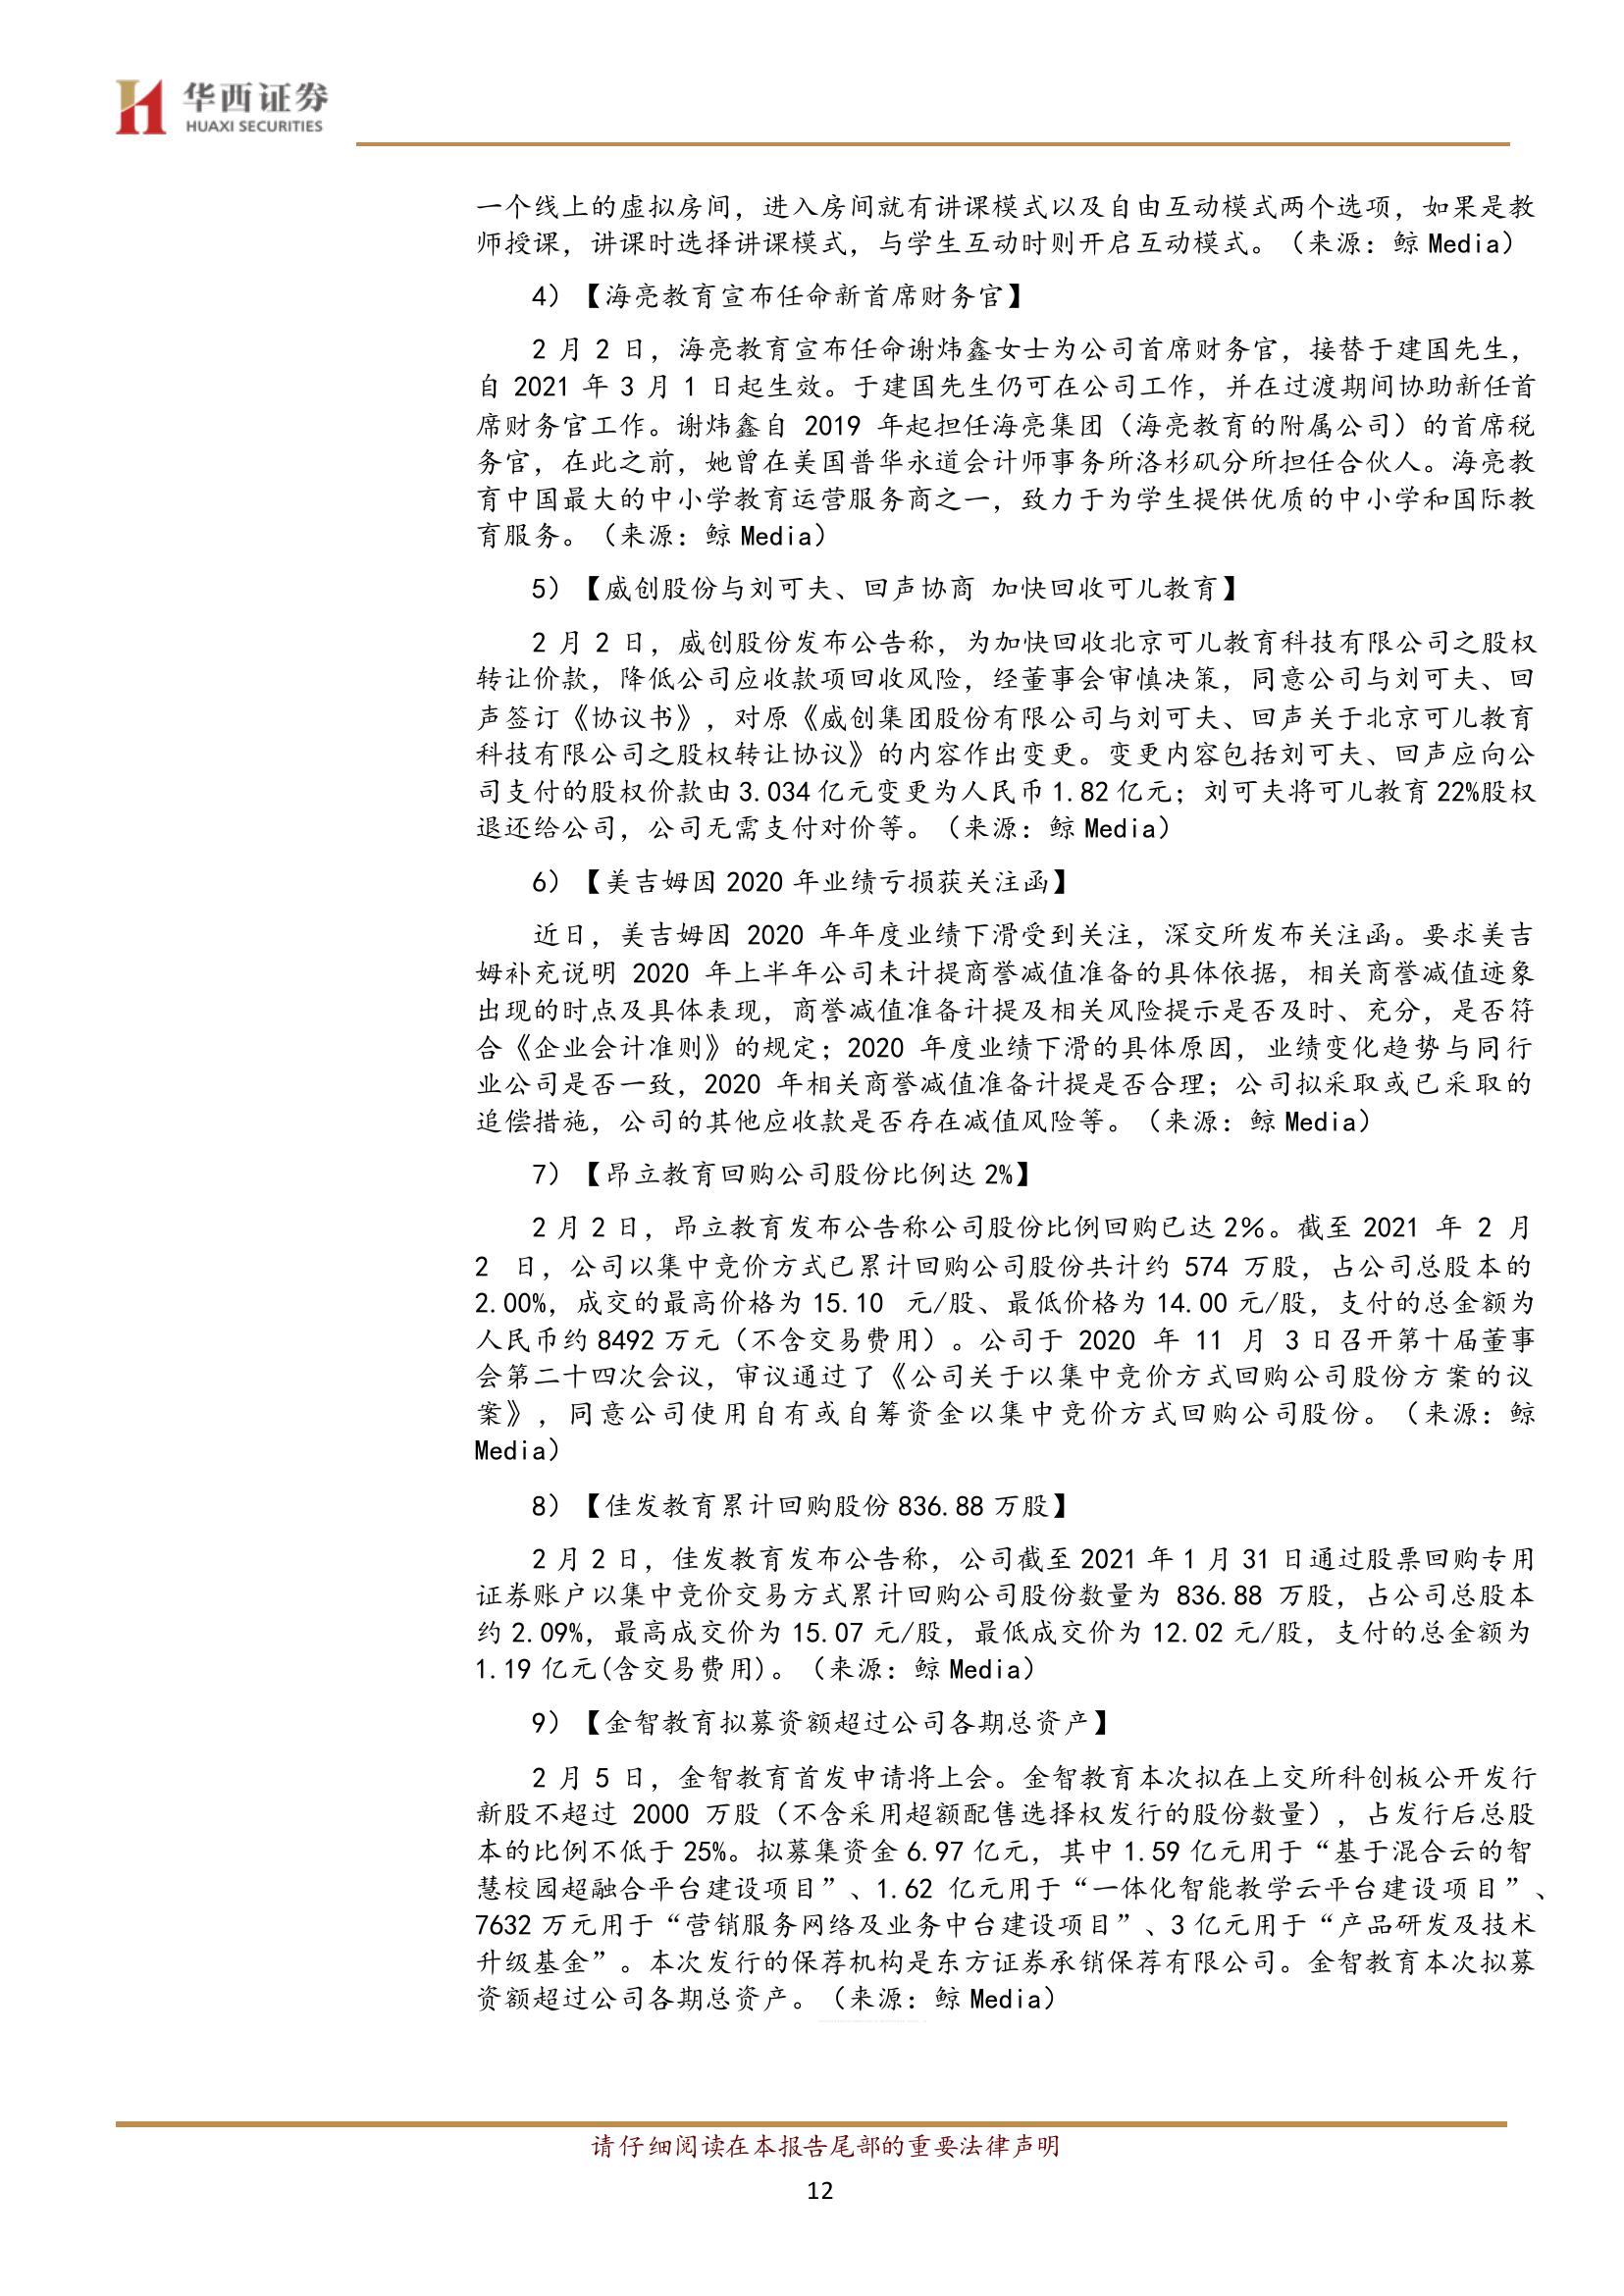 华西证券
HUAXI SECURITIES
一个线上的虚拟房间，进入房间就有讲课模式以及自由互动模式两个选项，如果是教
师授课，讲课时选择讲课模式，与学生互动时则开启互动模式。（来源：鲸 Media）
4）【海亮教育宣布任命新首席财务官】
2 月 2 日，海亮教育宣布任命谢炜鑫女士为公司首席财务官，接替于建国先生，
自 2021 年 3 月 1 日起生效。于建国先生仍可在公司工作，并在过渡期间协助新任首
席财务官工作。谢炜鑫自 2019 年起担任海亮集团（海亮教育的附属公司）的首席税
务官，在此之前，她曾在美国普华永道会计师事务所洛杉矶分所担任合伙人。海亮教
育中国最大的中小学教育运营服务商之一，致力于为学生提供优质的中小学和国际教
育服务。（来源：鲸 Media）
5）【威创股份与刘可夫、回声协商 加快回收可儿教育】
2 月 2 日，威创股份发布公告称，为加快回收北京可儿教育科技有限公司之股权
转让价款，降低公司应收款项回收风险，经董事会审慎决策，同意公司与刘可夫、回
声签订《协议书》，对原《威创集团股份有限公司与刘可夫、回声关于北京可儿教育
科技有限公司之股权转让协议》的内容作出变更。变更内容包括刘可夫、回声应向公
司支付的股权价款由 3.034 亿元变更为人民币 1.82 亿元；刘可夫将可儿教育 22%股权
退还给公司，公司无需支付对价等。（来源：鲸 Media）
6）【美吉姆因 2020 年业绩亏损获关注函】
近日，美吉姆因 2020 年年度业绩下滑受到关注，深交所发布关注函。要求美吉
姆补充说明 2020 年上半年公司未计提商誉减值准备的具体依据，相关商誉减值迹象
出现的时点及具体表现，商誉减值准备计提及相关风险提示是否及时、充分，是否符
合《企业会计准则》的规定；2020 年度业绩下滑的具体原因，业绩变化趋势与同行
业公司是否一致，2020 年相关商誉减值准备计提是否合理；公司拟采取或已采取的
追偿措施，公司的其他应收款是否存在减值风险等。（来源：鲸 Media）
7）【昂立教育回购公司股份比例达 2%】
2 月 2 日，昂立教育发布公告称公司股份比例回购已达 2％。截至 2021 年 2 月
2 日，公司以集中竞价方式已累计回购公司股份共计约 574 万股，占公司总股本的
2.00%，成交的最高价格为 15.10 元/股、最低价格为 14.00 元/股，支付的总金额为
人民币约 8492 万元（不含交易费用）。公司于 2020 年 11 月 3 日召开第十届董事
会第二十四次会议，审议通过了《公司关于以集中竞价方式回购公司股份方案的议
案》，同意公司使用自有或自筹资金以集中竞价方式回购公司股份。（来源：鲸
Media）
8）【佳发教育累计回购股份 836.88 万股】
2 月 2 日，佳发教育发布公告称，公司截至 2021 年 1 月 31 日通过股票回购专用
证券账户以集中竞价交易方式累计回购公司股份数量为 836.88 万股，占公司总股本
约 2.09%，最高成交价为 15.07 元/股，最低成交价为 12.02 元/股，支付的总金额为
1.19 亿元(含交易费用)。（来源：鲸 Media）
9）【金智教育拟募资额超过公司各期总资产】
2 月 5 日，金智教育首发申请将上会。金智教育本次拟在上交所科创板公开发行
新股不超过 2000 万股（不含采用超额配售选择权发行的股份数量），占发行后总股
本的比例不低于 25%。拟募集资金 6.97 亿元，其中 1.59 亿元用于“基于混合云的智
慧校园超融合平台建设项目”、1.62 亿元用于“一体化智能教学云平台建设项目”、
7632 万元用于“营销服务网络及业务中台建设项目”、3 亿元用于“产品研发及技术
升级基金”。本次发行的保荐机构是东方证券承销保荐有限公司。金智教育本次拟募
资额超过公司各期总资产。（来源：鲸 Media）
请仔细阅读在本报告尾部的重要法律声明
12